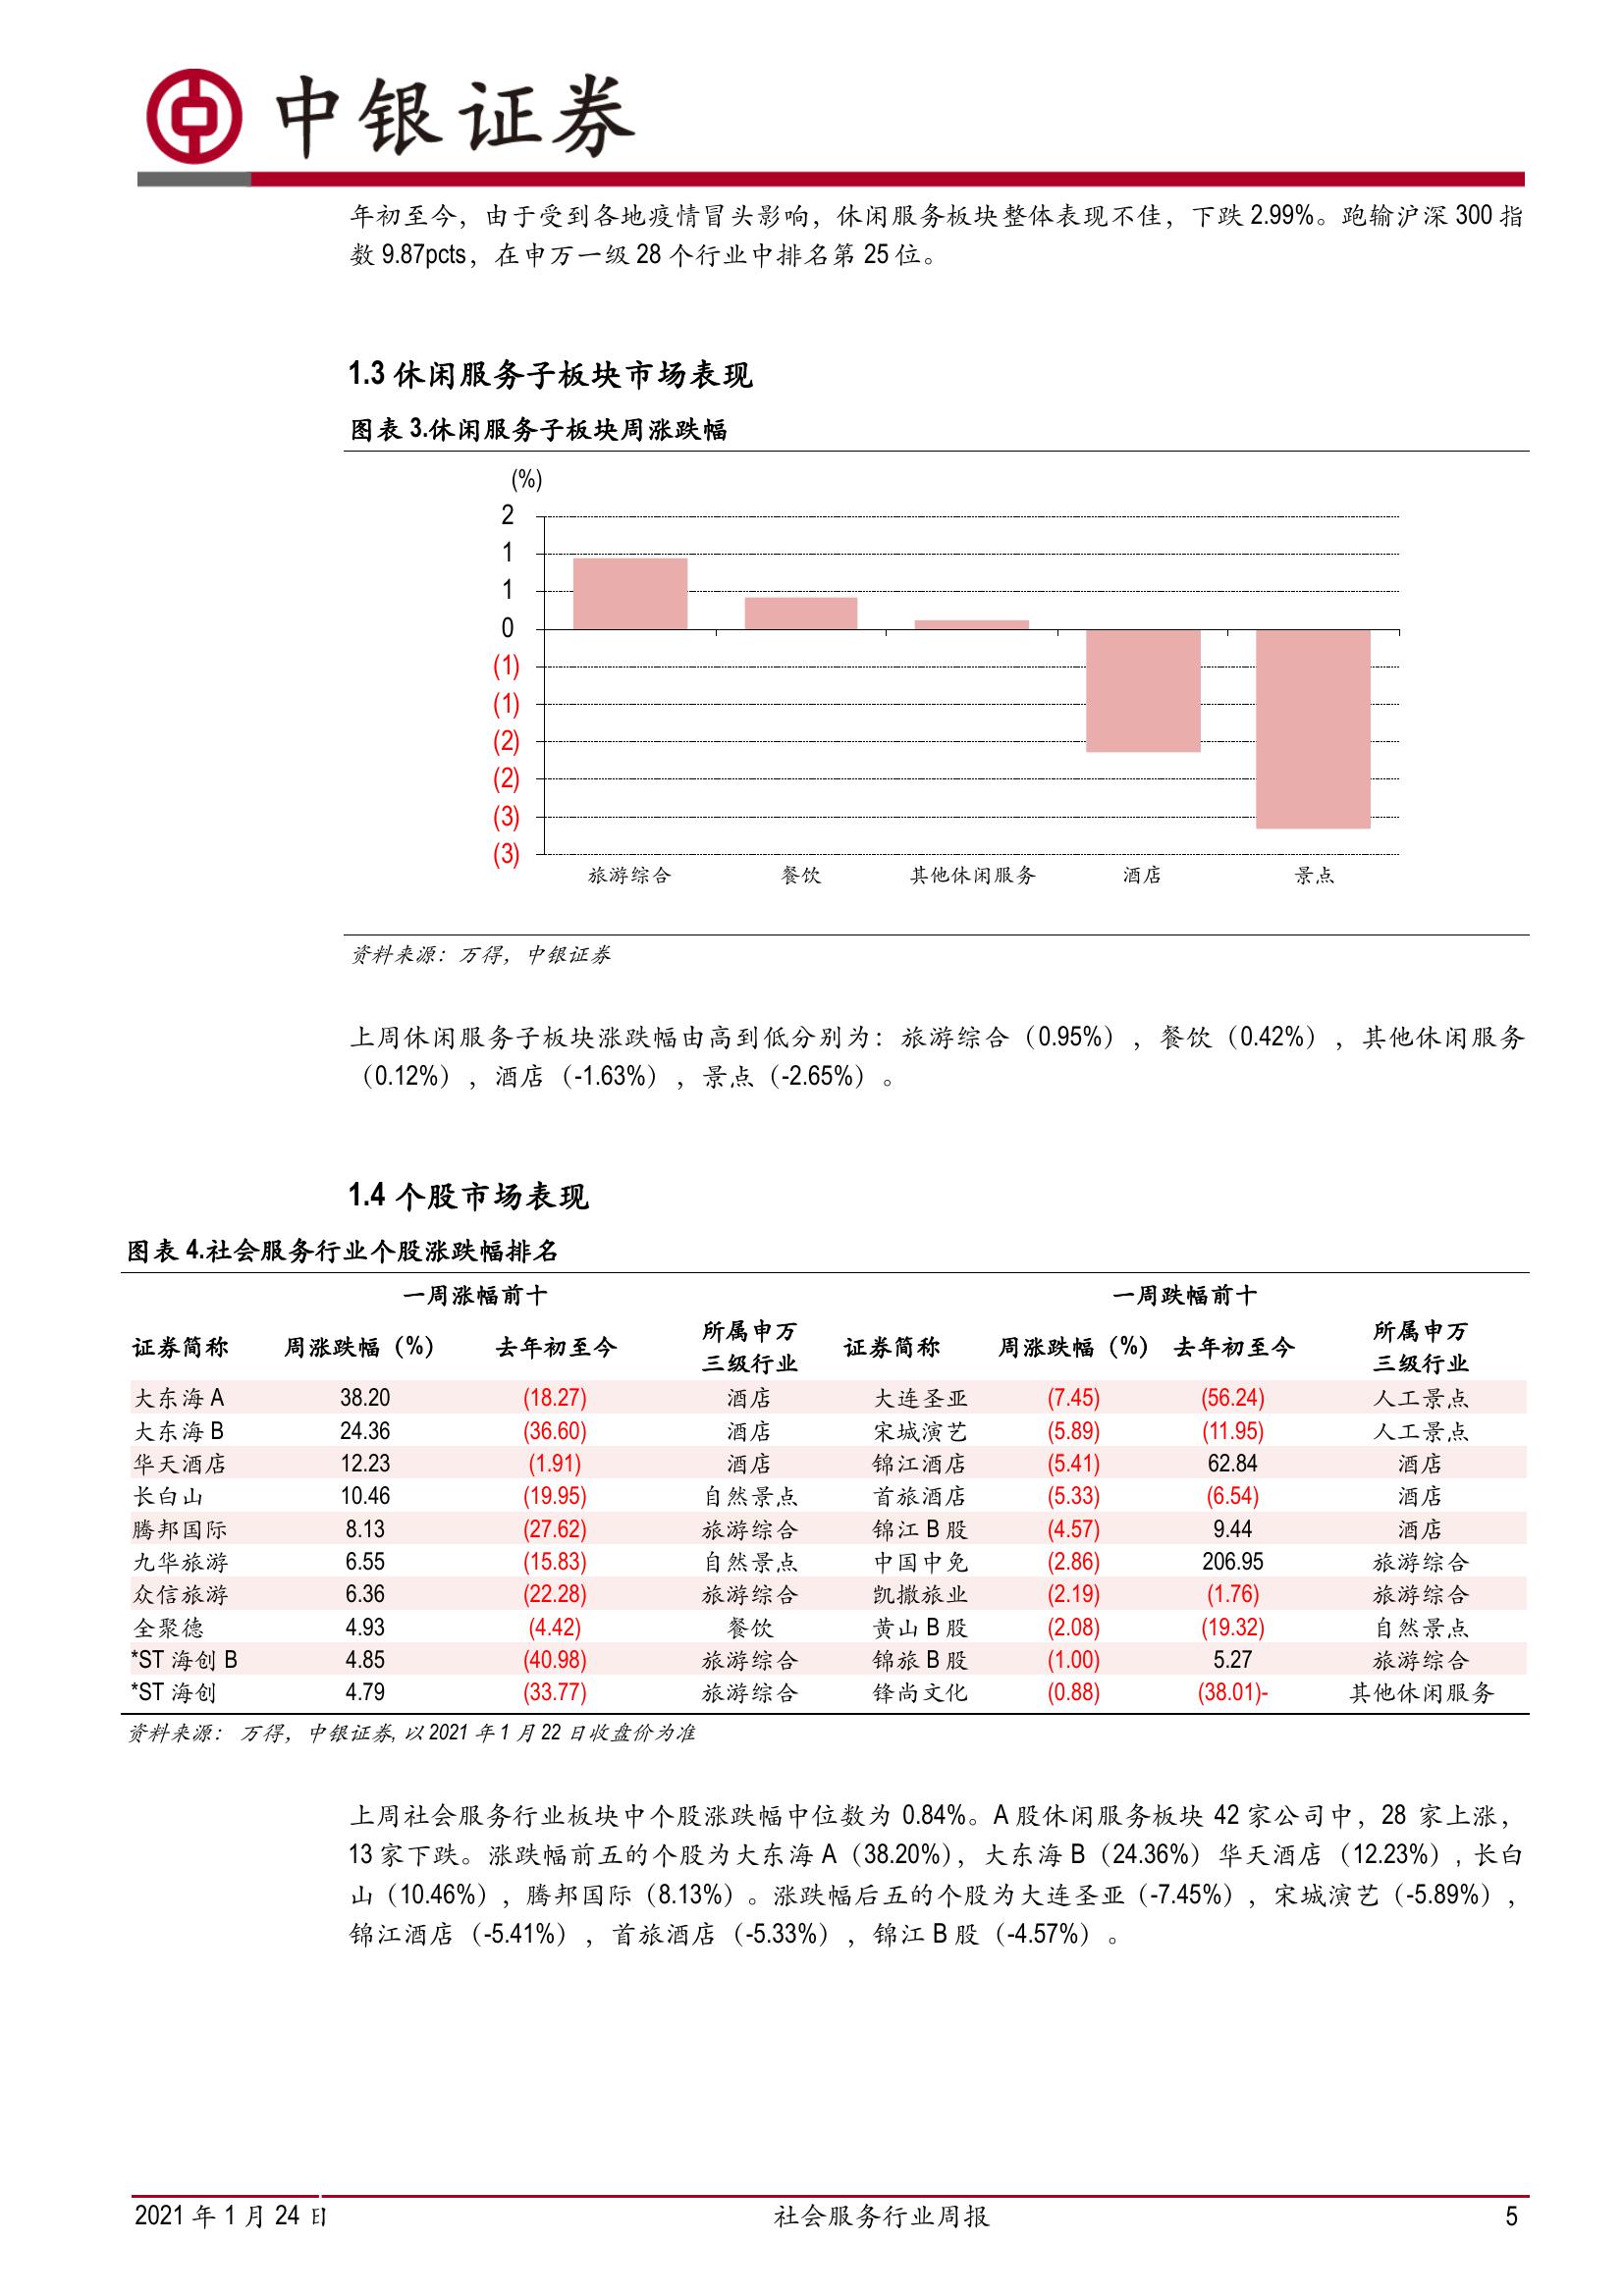 中银证券
年初至今，由于受到各地疫情冒头影响，休闲服务板块整体表现不佳，下跌 2.99%。跑输沪深 300 指
数 9.87pcts，在申万一级 28 个行业中排名第 25 位。
1.3 休闲服务子板块市场表现
图表 3.休闲服务子板块周涨跌幅
(%)
2
1
1
0
(1)
(1)
(2)
(2)
(3)
(3)
旅游综合 餐饮 其他休闲服务 酒店 景点
资料来源：万得，中银证券
上周休闲服务子板块涨跌幅由高到低分别为：旅游综合（0.95%），餐饮（0.42%），其他休闲服务
（0.12%），酒店（-1.63%），景点（-2.65%）。
1.4 个股市场表现
图表 4.社会服务行业个股涨跌幅排名
一周涨幅前十 一周跌幅前十
证券简称 周涨跌幅（%） 去年初至今 所属申万三级行业 证券简称 周涨跌幅（%） 去年初至今 所属申万三级行业
大东海 A 38.20 (18.27) 酒店 大连圣亚 (7.45) (56.24) 人工景点
大东海 B 24.36 (36.60) 酒店 宋城演艺 (5.89) (11.95) 人工景点
华天酒店 12.23 (1.91) 酒店 锦江酒店 (5.41) 62.84 酒店
长白山 10.46 (19.95) 自然景点 首旅酒店 (5.33) (6.54) 酒店
腾邦国际 8.13 (27.62) 旅游综合 锦江 B 股 (4.57) 9.44 酒店
九华旅游 6.55 (15.83) 自然景点 中国中免 (2.86) 206.95 旅游综合
众信旅游 6.36 (22.28) 旅游综合 凯撒旅业 (2.19) (1.76) 旅游综合
全聚德 4.93 (4.42) 餐饮 黄山 B 股 (2.08) (19.32) 自然景点
*ST 海创 B 4.85 (40.98) 旅游综合 锦旅 B 股 (1.00) 5.27 旅游综合
*ST 海创 4.79 (33.77) 旅游综合 锋尚文化 (0.88) (38.01)- 其他休闲服务
资料来源： 万得，中银证券, 以 2021 年 1 月 22 日收盘价为准
上周社会服务行业板块中个股涨跌幅中位数为 0.84%。A 股休闲服务板块 42 家公司中，28 家上涨，
13 家下跌。涨跌幅前五的个股为大东海 A（38.20%），大东海 B（24.36%）华天酒店（12.23%）, 长白
山（10.46%），腾邦国际（8.13%）。涨跌幅后五的个股为大连圣亚（-7.45%），宋城演艺（-5.89%），
锦江酒店（-5.41%），首旅酒店（-5.33%），锦江 B 股（-4.57%）。
2021 年 1 月 24 日 社会服务行业周报 5